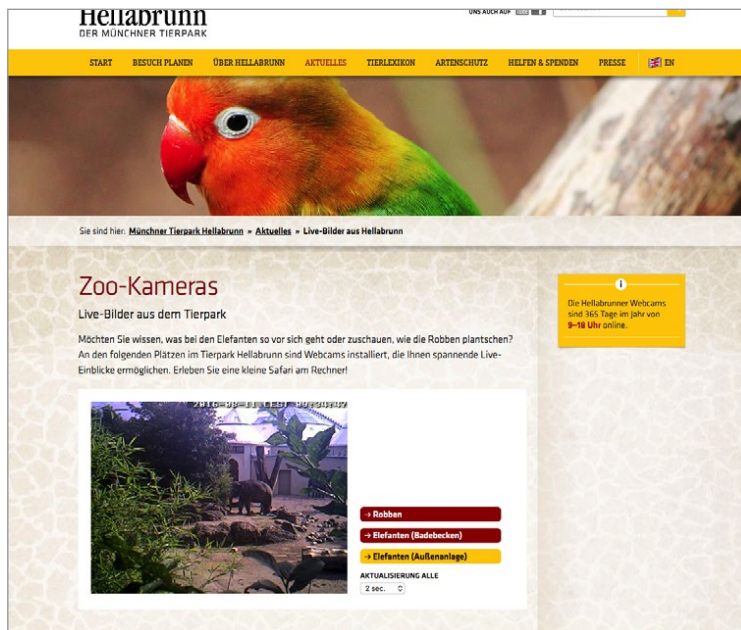 Hellabrunn
DER MÜNCHNER TIERPARK
UNS AUCH AUF
START BESUCH PLANEN ÜBER HELLABRUNN AKTUELLES TIERLEXIKON ARTENSCHUTZ HELFEN & SPENDEN PRESSE EN
Sie sind hier: Münchner Tierpark Hellabrunn » Aktuelles » Live-Bilder aus Hellabrunn
Zoo-Kameras
Live-Bilder aus dem Tierpark
Möchten Sie wissen, was bei den Elefanten so vor sich geht oder zuschauen, wie die Robben plantschen?
An den folgenden Plätzen im Tierpark Hellabrunn sind Webcams installiert, die Ihnen spannende Live-
Einblicke ermöglichen. Erleben Sie eine kleine Safari am Rechner!
i
Die Hellabrunner Webcams
sind 365 Tage im Jahr von
9–18 Uhr online.
→ Robben
→ Elefanten (Badebecken)
→ Elefanten (Außenanlage)
AKTUALISIERUNG ALLE
2 sec.